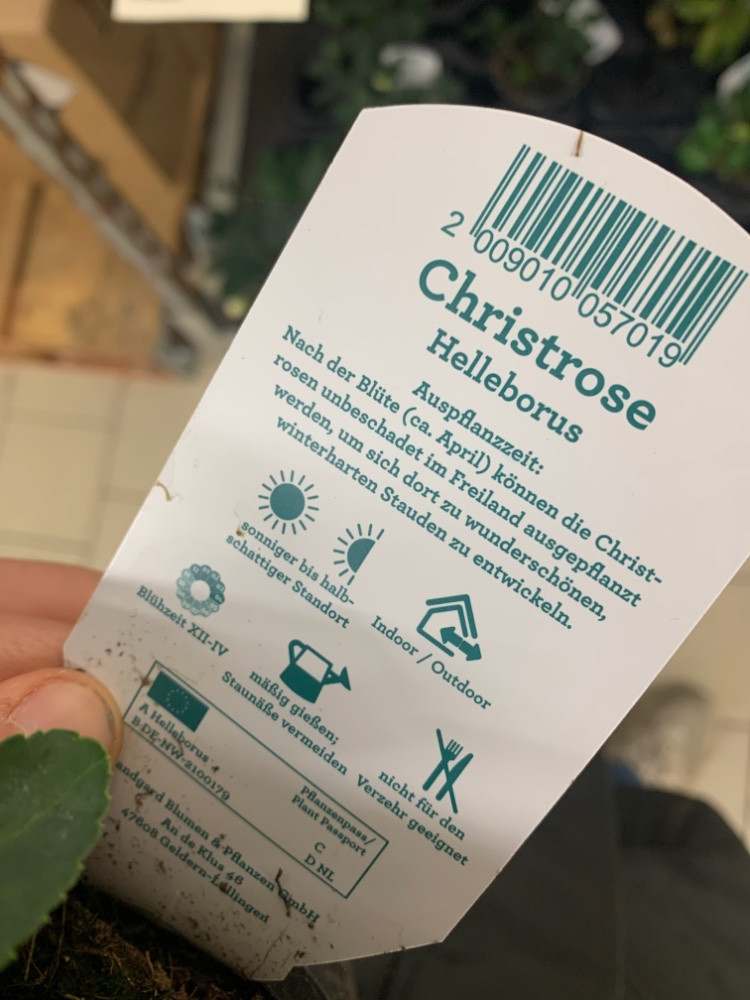 2 009010 057019
Christrose
Helleborus
Auspflanzzeit:
Nach der Blüte (ca. April) können die Christ-
rosen unbeschadet im Freiland ausgepflanzt
werden, um sich dort zu wunderschönen,
winterharten Stauden zu entwickeln.
sonniger bis halb-
schattiger Standort
Indoor / Outdoor
Blühzeit XII-IV
mäßig gießen;
Staunäße vermeiden
nicht für den
Verzehr geeignet
A Helleborus
B DE-NW-2100179
Pflanzenpass/
Plant Passport
C
D NL
andgard Blumen & Pflanzen GmbH
An de Klus 46
47608 Geldern-Lüllingen